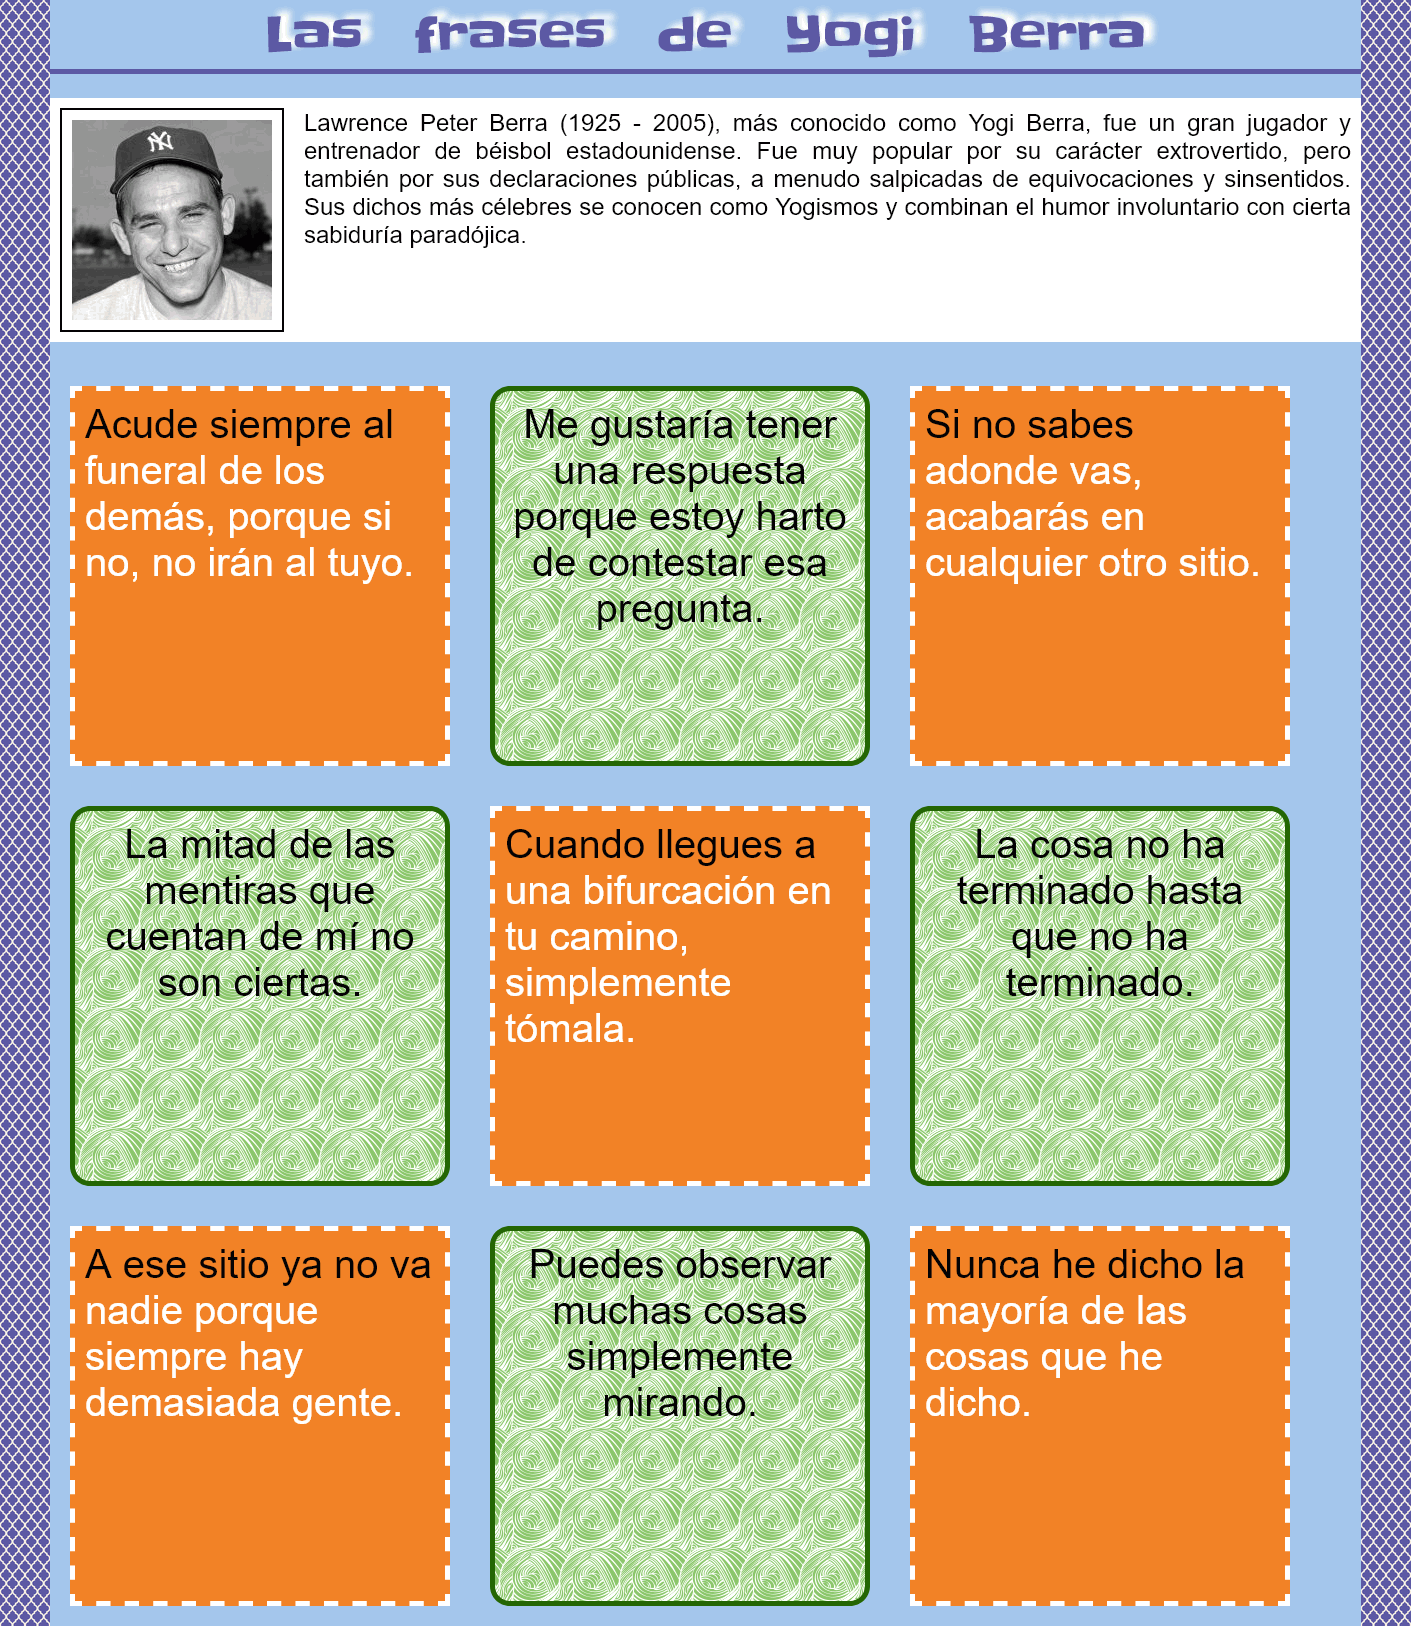 Las frases de Yogi Berra
NY
Lawrence Peter Berra (1925 - 2005), más conocido como Yogi Berra, fue un gran jugador y
entrenador de béisbol estadounidense. Fue muy popular por su carácter extrovertido, pero
también por sus declaraciones públicas, a menudo salpicadas de equivocaciones y sinsentidos.
Sus dichos más célebres se conocen como Yogismos y combinan el humor involuntario con cierta
sabiduría paradójica.
Acude siempre al
funeral de los
demás, porque si
no, no irán al tuyo.
Me gustaría tener
una respuesta
porque estoy harto
de contestar esa
pregunta.
Si no sabes
adonde vas,
acabarás en
cualquier otro sitio.
La mitad de las
mentiras que
cuentan de mí no
son ciertas.
Cuando llegues a
una bifurcación en
tu camino,
simplemente
tómala.
La cosa no ha
terminado hasta
que no ha
terminado.
A ese sitio ya no va
nadie porque
siempre hay
demasiada gente.
Puedes observar
muchas cosas
simplemente
mirando.
Nunca he dicho la
mayoría de las
cosas que he
dicho.